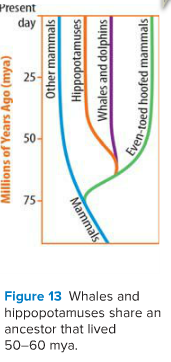 Present
day
25
50
75
Millions of Years Ago (mya)
Other mammals
Hippopotamuses
Whales and dolphins
Even-toed hoofed mammals
Mammals
Figure 13 Whales and
hippopotamuses share an
ancestor that lived
50–60 mya.